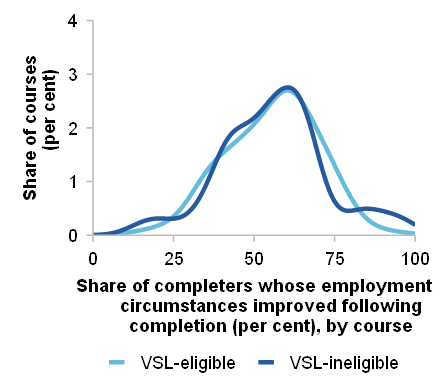 Share of courses
(per cent)
4
3
2
1
0
0 25 50 75 100
Share of completers whose employment
circumstances improved following
completion (per cent), by course
VSL-eligible VSL-ineligible